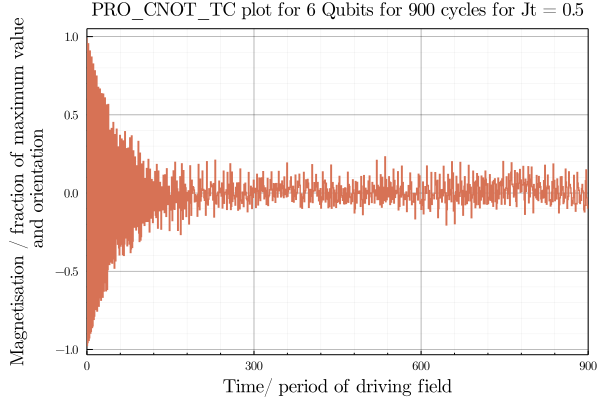 PRO_CNOT_TC plot for 6 Qubits for 900 cycles for Jt = 0.5
Magnetisation / fraction of maximum value
and orientation
1.0
0.5
0.0
−0.5
−1.0
0
300
600
900
Time/ period of driving field